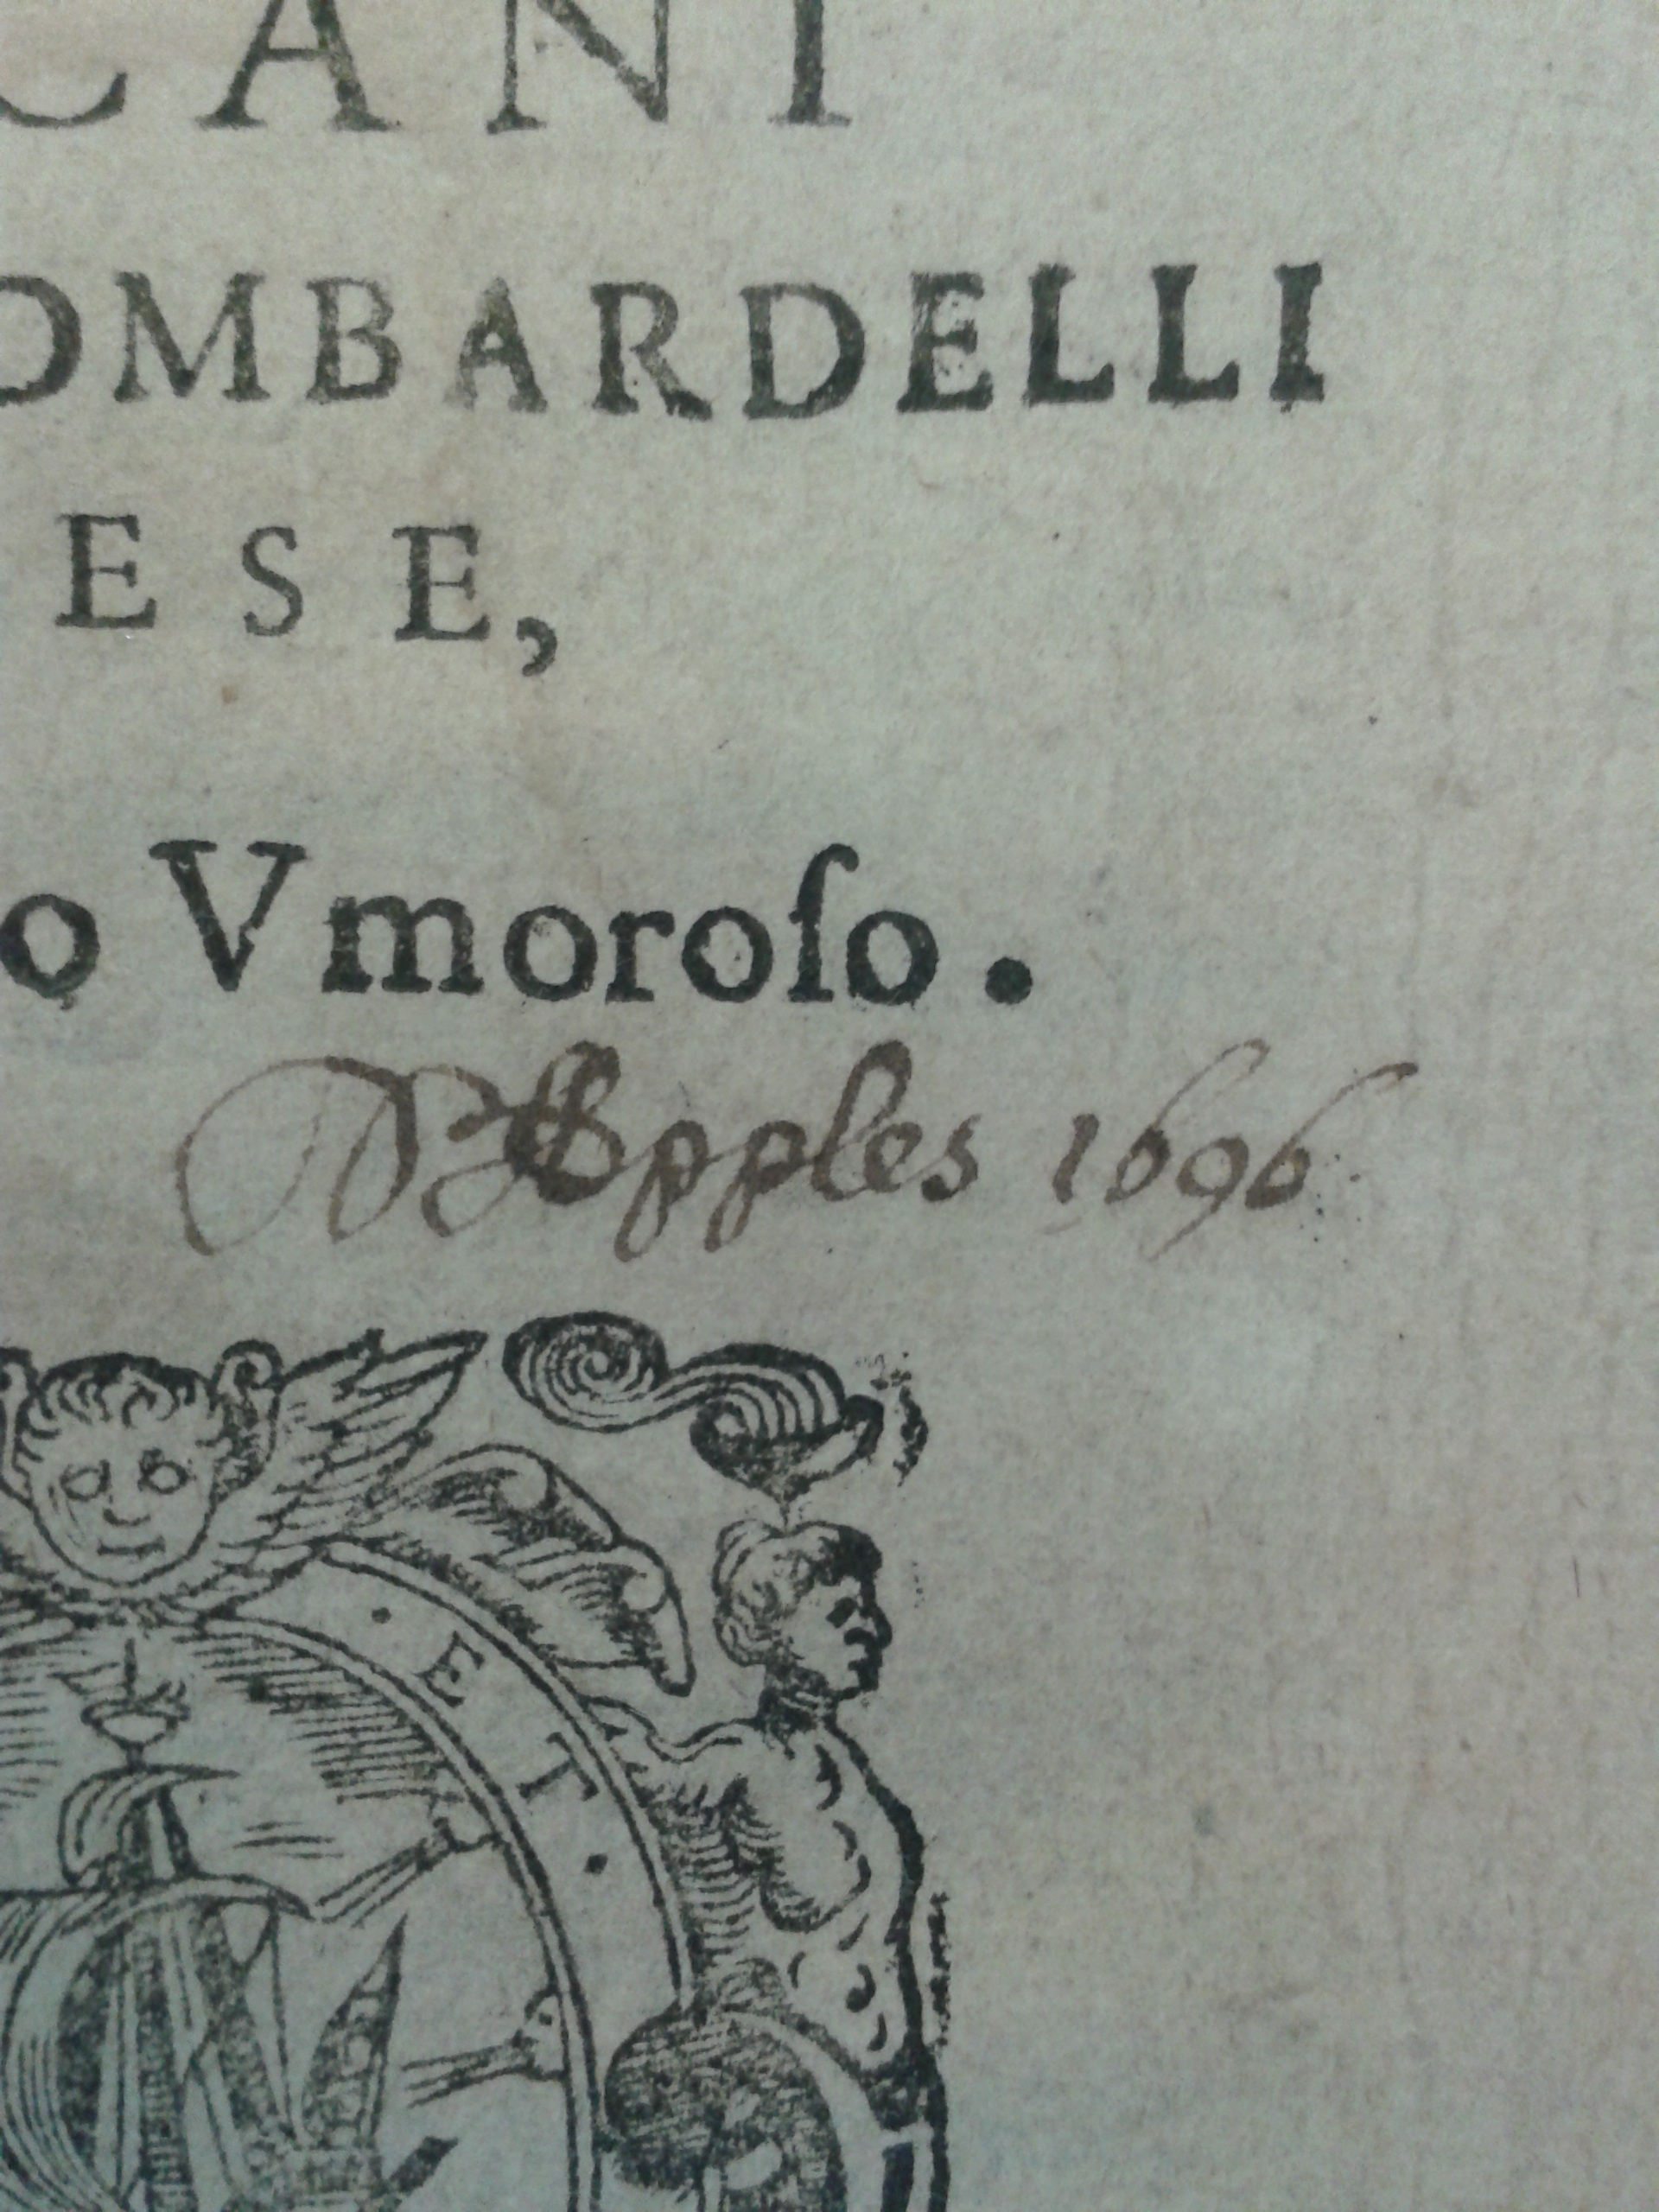 CANI
OMBARDELLI
ESE,
o Vmoroſo.
Epples 1696
· ET ·